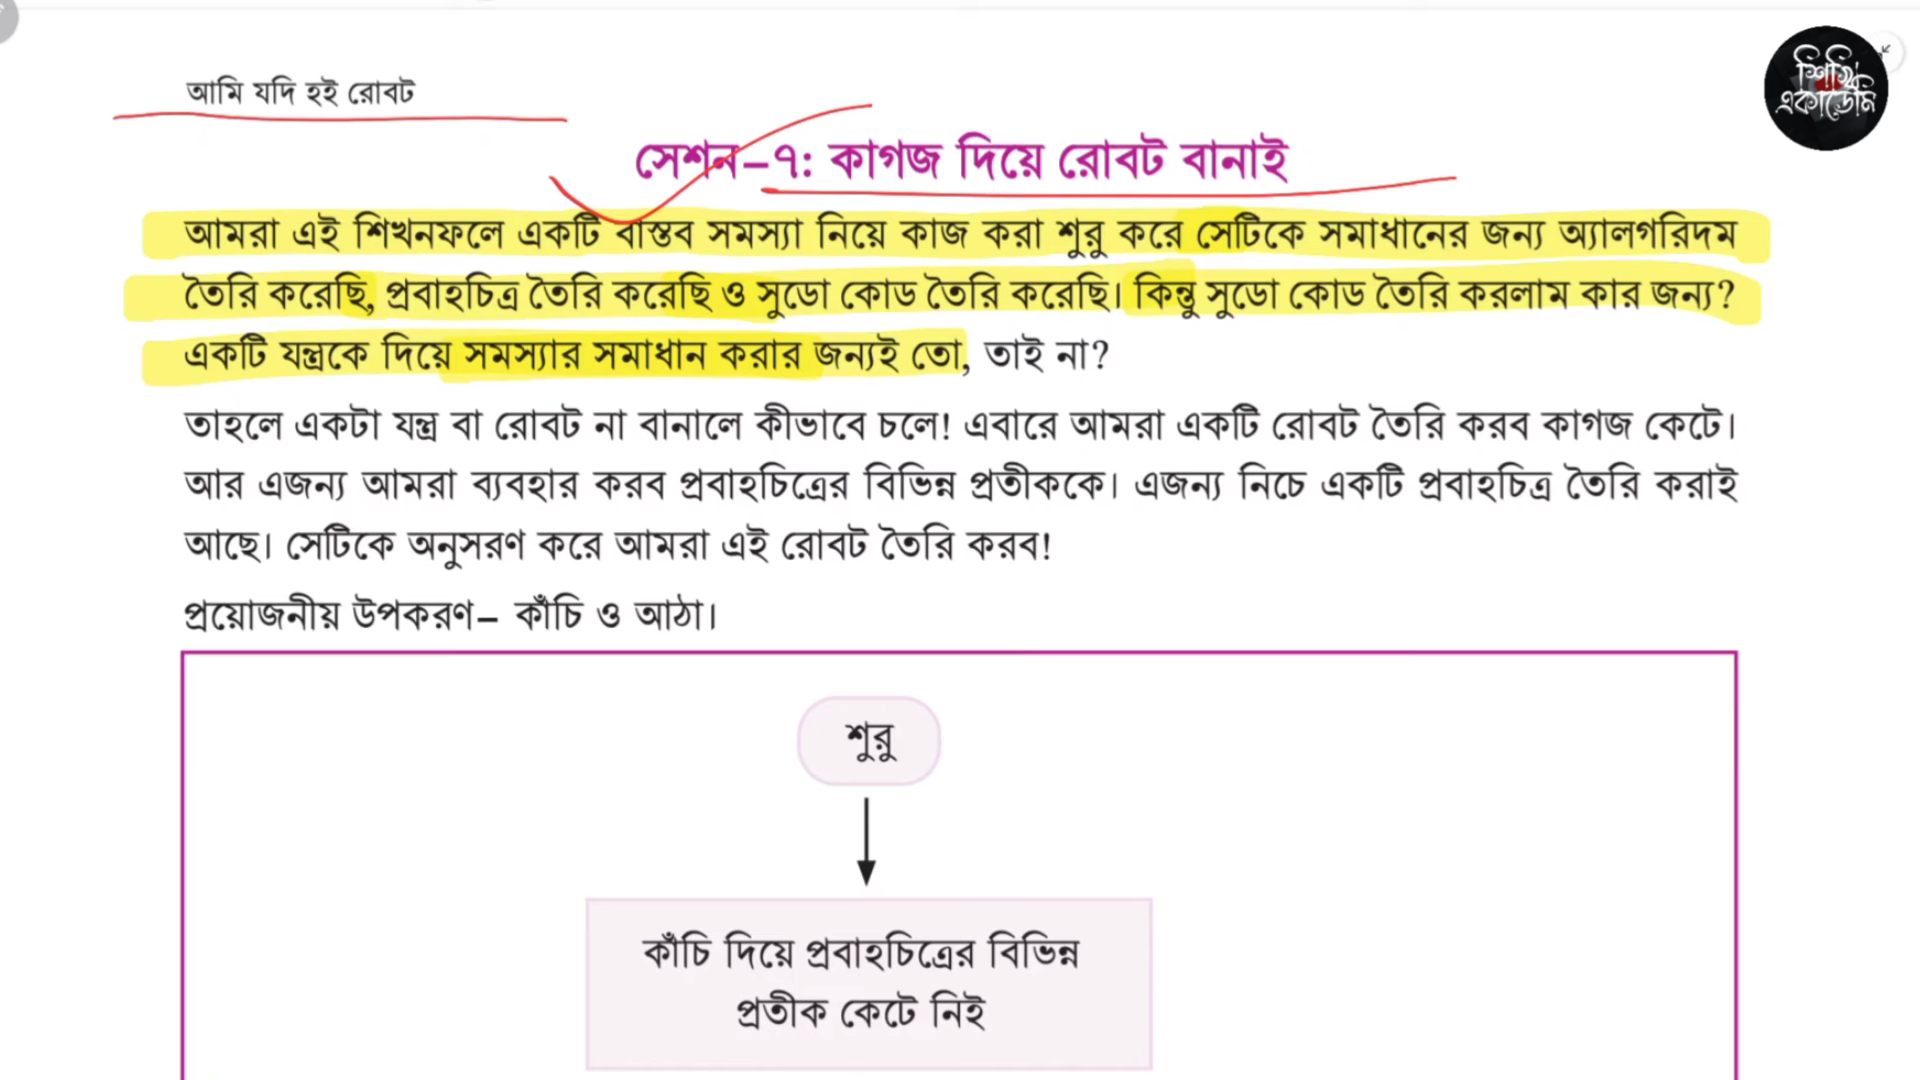 আমি যদি হই রোবট
শিখি একাডেমি
সেশন–৭: কাগজ দিয়ে রোবট বানাই
আমরা এই শিখনফলে একটি বাস্তব সমস্যা নিয়ে কাজ করা শুরু করে সেটিকে সমাধানের জন্য অ্যালগরিদম
তৈরি করেছি, প্রবাহচিত্র তৈরি করেছি ও সুডো কোড তৈরি করেছি। কিন্তু সুডো কোড তৈরি করলাম কার জন্য?
একটি যন্ত্রকে দিয়ে সমস্যার সমাধান করার জন্যই তো, তাই না?
তাহলে একটা যন্ত্র বা রোবট না বানালে কীভাবে চলে! এবারে আমরা একটি রোবট তৈরি করব কাগজ কেটে।
আর এজন্য আমরা ব্যবহার করব প্রবাহচিত্রের বিভিন্ন প্রতীককে। এজন্য নিচে একটি প্রবাহচিত্র তৈরি করাই
আছে। সেটিকে অনুসরণ করে আমরা এই রোবট তৈরি করব!
প্রয়োজনীয় উপকরণ– কাঁচি ও আঠা।
শুরু
কাঁচি দিয়ে প্রবাহচিত্রের বিভিন্ন
প্রতীক কেটে নিই